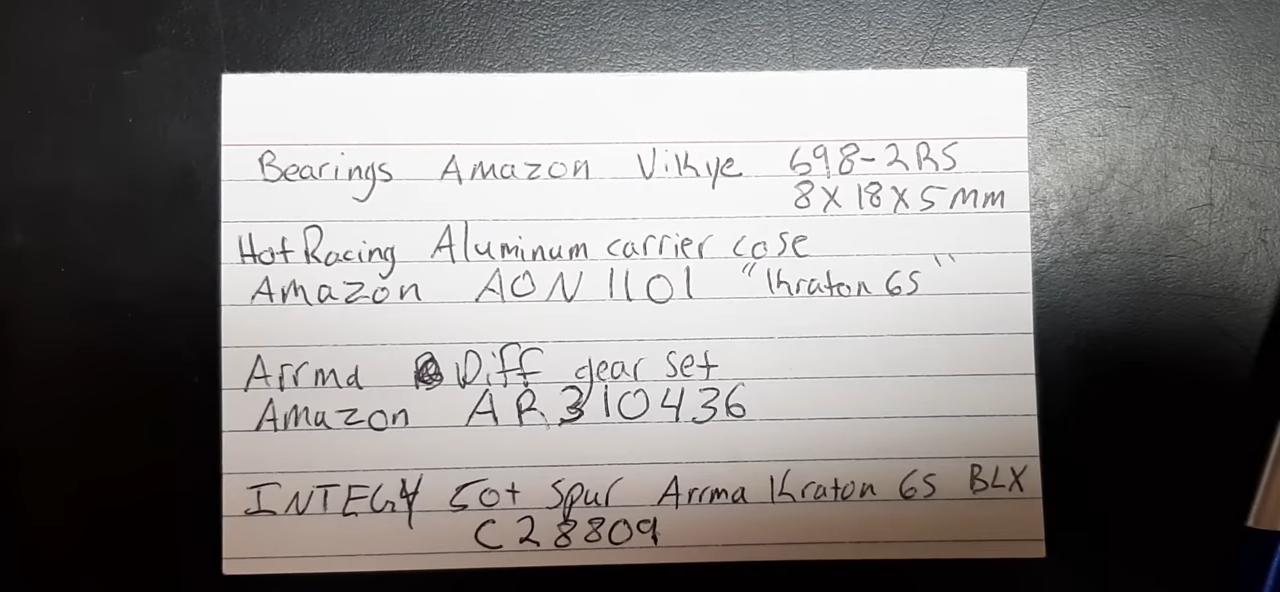 Bearings Amazon Vikye 698-2RS
8X18X5mm
Hot Racing Aluminum carrier case
Amazon AON1101 "Kraton 6S"
Arrma Diff gear set
Amazon AR310436
INTEGY 50t Spur Arrma Kraton 6S BLX
C28809